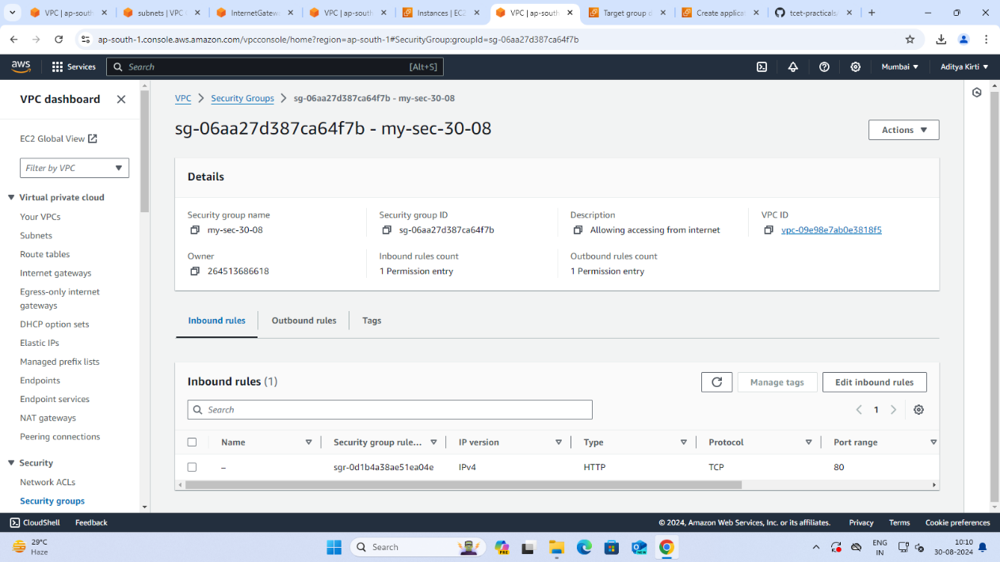 VPC | ap-south
subnets | VPC
InternetGatew
VPC | ap-south
Instances | EC2
VPC | ap-south
Target group d
Create applicat
tcet-practicals
ap-south-1.console.aws.amazon.com/vpcconsole/home?region=ap-south-1#SecurityGroup:groupId=sg-06aa27d387ca64f7b
aws
Services
Search
[Alt+S]
Mumbai
Aditya Kirti
VPC dashboard
EC2 Global View
Filter by VPC
Virtual private cloud
Your VPCs
Subnets
Route tables
Internet gateways
Egress-only internet
gateways
DHCP option sets
Elastic IPs
Managed prefix lists
Endpoints
Endpoint services
NAT gateways
Peering connections
Security
Network ACLs
Security groups
VPC > Security Groups > sg-06aa27d387ca64f7b - my-sec-30-08
sg-06aa27d387ca64f7b - my-sec-30-08
Actions
Details
Security group name
my-sec-30-08
Security group ID
sg-06aa27d387ca64f7b
Description
Allowing accessing from internet
VPC ID
vpc-09e98e7ab0e3818f5
Owner
264513686618
Inbound rules count
1 Permission entry
Outbound rules count
1 Permission entry
Inbound rules
Outbound rules
Tags
Inbound rules (1)
Manage tags
Edit inbound rules
Search
1
Name
Security group rule...
IP version
Type
Protocol
Port range
–
sgr-0d1b4a38ae51ea04e
IPv4
HTTP
TCP
80
CloudShell
Feedback
© 2024, Amazon Web Services, Inc. or its affiliates.
Privacy
Terms
Cookie preferences
29°C
Haze
Search
PRE
NEW
ENG
IN
10:10
30-08-2024